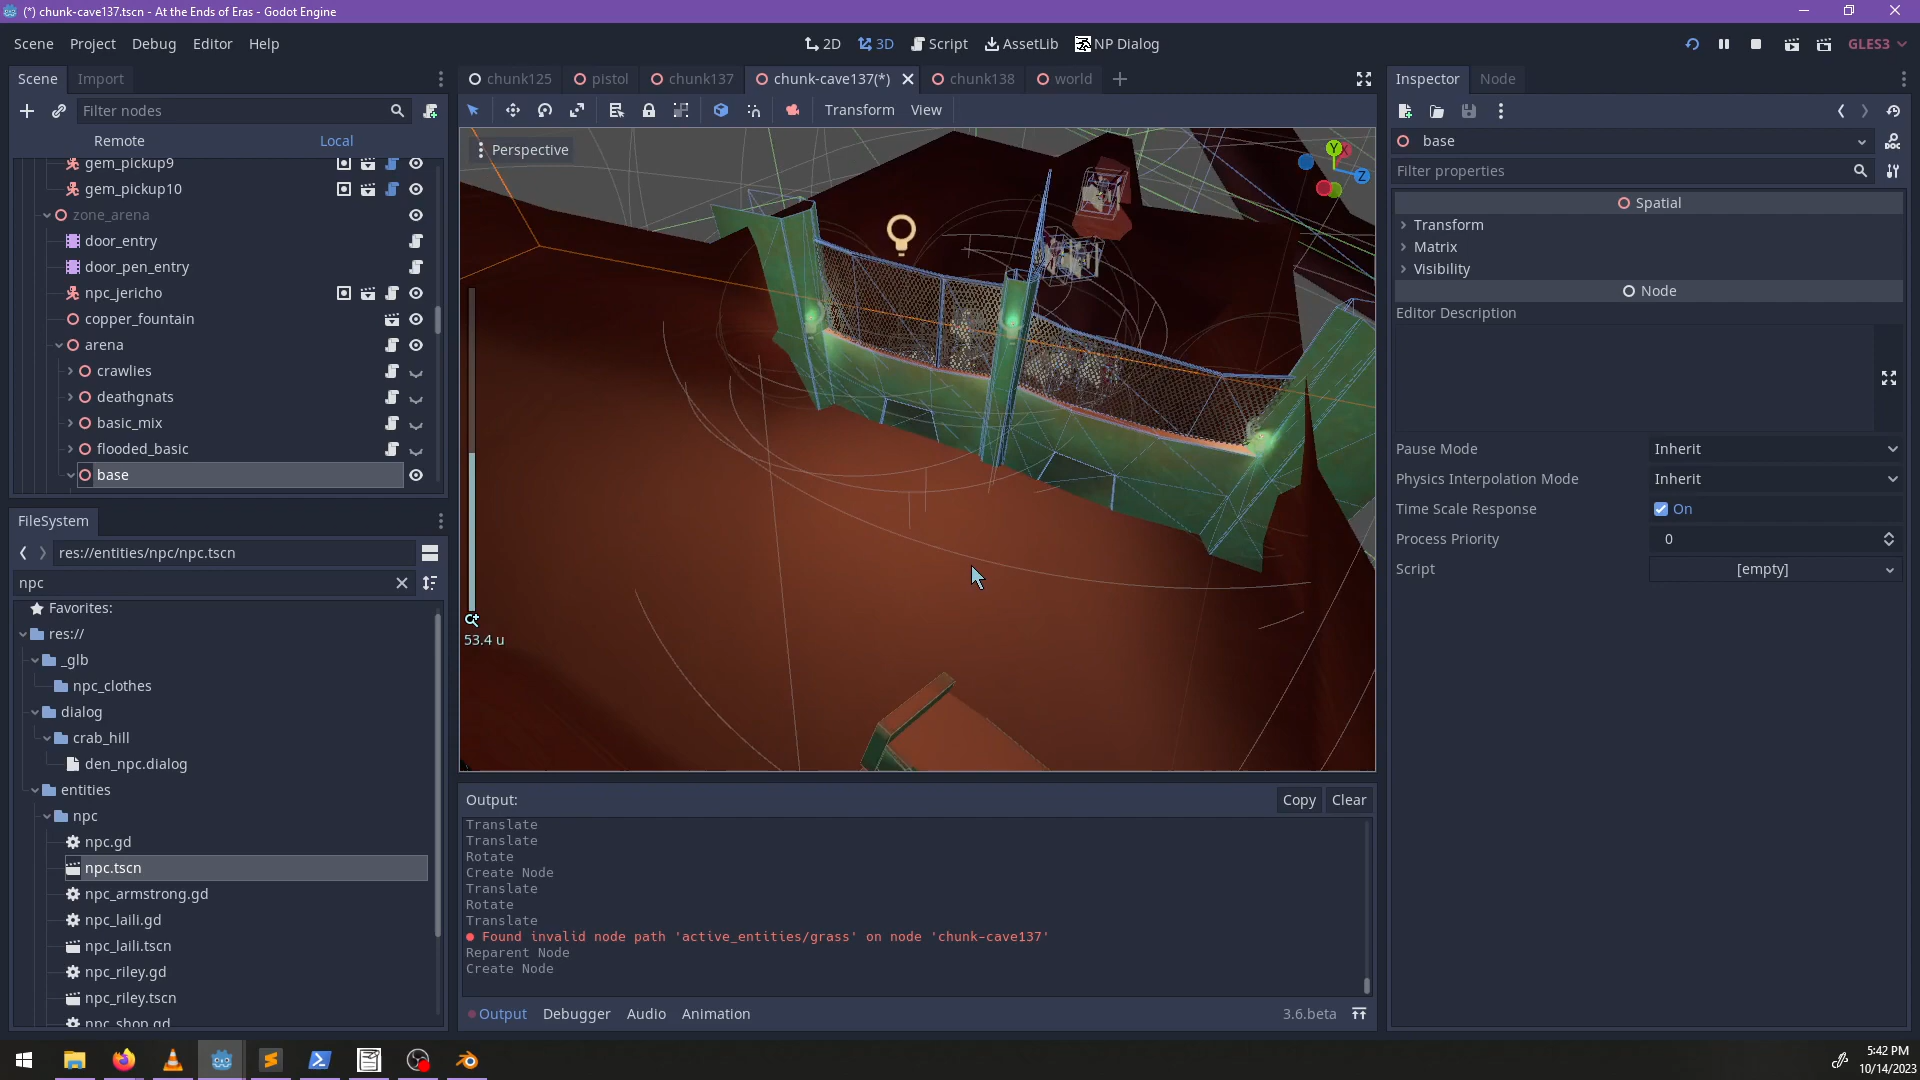 (*) chunk-cave137.tscn - At the Ends of Eras - Godot Engine
Scene Project Debug Editor Help
2D 3D Script AssetLib NP Dialog
GLES3
Scene Import
chunk125 pistol chunk137 chunk-cave137(*) chunk138 world
Inspector Node
Filter nodes
Transform View
Remote Local
Perspective
base
Filter properties
gem_pickup9
gem_pickup10
zone_arena
door_entry
door_pen_entry
npc_jericho
copper_fountain
arena
crawlies
deathgnats
basic_mix
flooded_basic
base
Y
Z
53.4 u
Spatial
Transform
Matrix
Visibility
Node
Editor Description
Pause Mode Inherit
Physics Interpolation Mode Inherit
Time Scale Response On
Process Priority 0
Script [empty]
FileSystem
res://entities/npc/npc.tscn
npc
Favorites:
res://
_glb
npc_clothes
dialog
crab_hill
den_npc.dialog
entities
npc
npc.gd
npc.tscn
npc_armstrong.gd
npc_laili.gd
npc_laili.tscn
npc_riley.gd
npc_riley.tscn
npc_shop.gd
Output: Copy Clear
Translate
Translate
Rotate
Create Node
Translate
Rotate
Translate
Found invalid node path 'active_entities/grass' on node 'chunk-cave137'
Reparent Node
Create Node
Output Debugger Audio Animation 3.6.beta
5:42 PM
10/14/2023